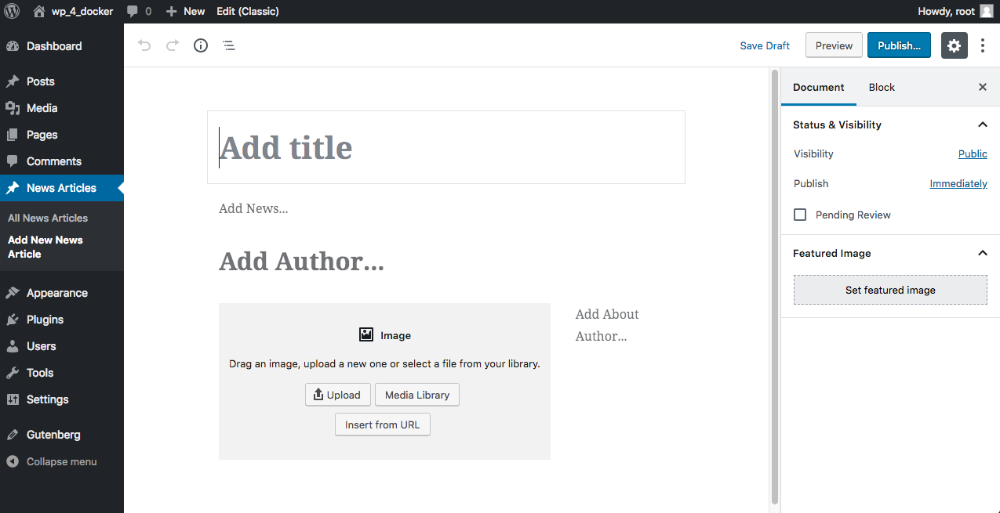 wp_4_docker 0 New Edit (Classic) Howdy, root
Dashboard
Posts
Media
Pages
Comments
News Articles
All News Articles
Add New News
Article
Appearance
Plugins
Users
Tools
Settings
Gutenberg
Collapse menu
Save Draft Preview Publish...
Add title
Add News...
Add Author...
Image
Drag an image, upload a new one or select a file from your library.
Upload Media Library
Insert from URL
Add About
Author...
Document Block
Status & Visibility
Visibility Public
Publish Immediately
Pending Review
Featured Image
Set featured image